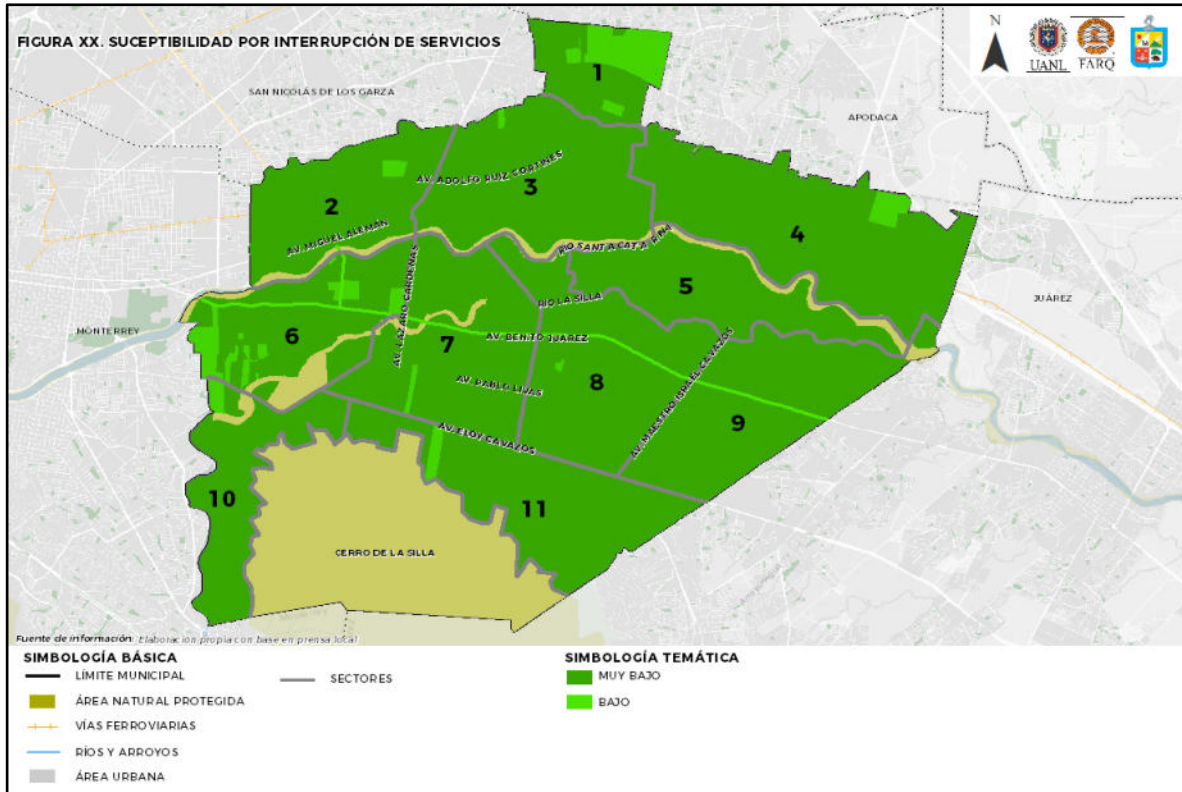 FIGURA XX. SUCEPTIBILIDAD POR INTERRUPCIÓN DE SERVICIOS
N
UANL
FARQ
1
SAN NICOLÁS DE LOS GARZA
APODACA
AV. ADOLFO RUIZ CORTINES
3
2
4
AV. MIGUEL ALEMÁN
RÍO SANTA CATARINA
5
RÍO LA SILLA
JUÁREZ
MONTERREY
AV. LÁZARO CÁRDENAS
6
7
AV. BENITO JUÁREZ
AV. PABLO LIVAS
8
AV. MAESTRO ISRAEL CAVAZOS
9
AV. ELOY CAVAZOS
10
11
CERRO DE LA SILLA
Fuente de información: Elaboración propia con base en prensa local
SIMBOLOGÍA BÁSICA
LÍMITE MUNICIPAL
SECTORES
ÁREA NATURAL PROTEGIDA
VÍAS FERROVIARIAS
RÍOS Y ARROYOS
ÁREA URBANA
SIMBOLOGÍA TEMÁTICA
MUY BAJO
BAJO